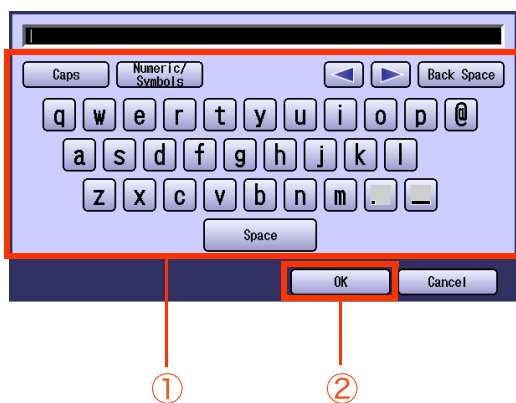 Caps Numeric/ Symbols Back Space
q w e r t y u i o p @
a s d f g h j k l
z x c v b n m . _
Space
OK Cancel
① ②